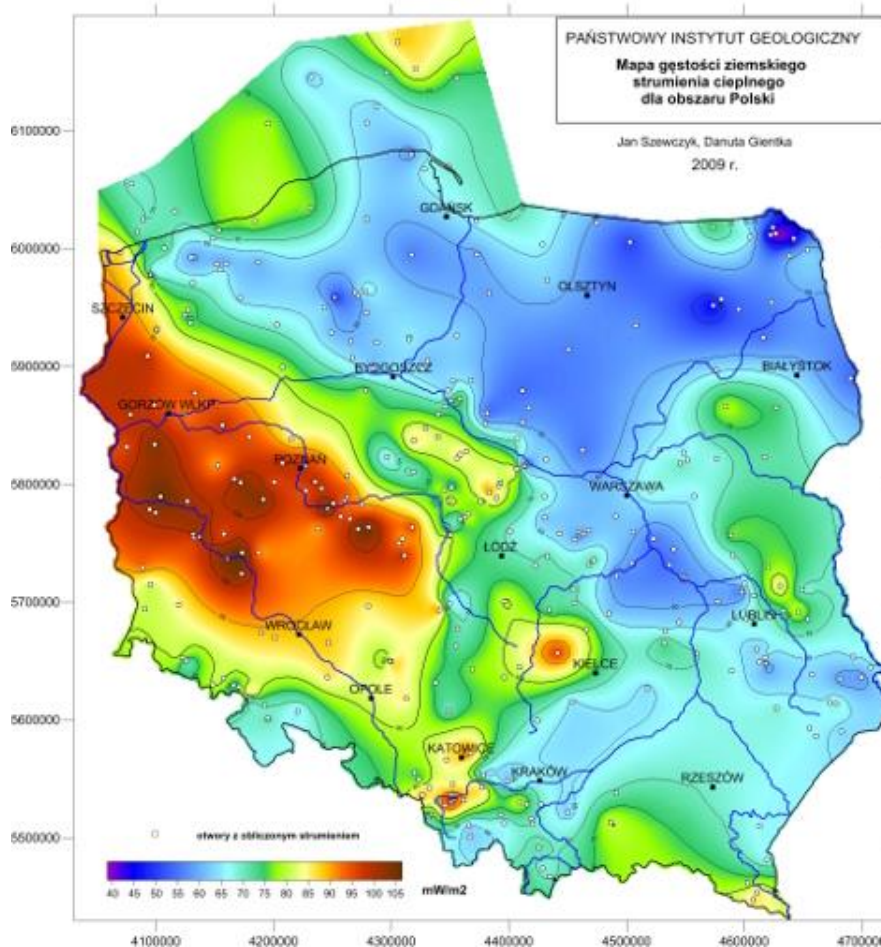 PAŃSTWOWY INSTYTUT GEOLOGICZNY
Mapa gęstości ziemskiego
strumienia cieplnego
dla obszaru Polski
Jan Szewczyk, Danuta Gientka
2009 r.
6100000
GDAŃSK
6000000
OLSZTYN
SZCZECIN
5900000
BYDGOSZCZ
BIAŁYSTOK
GORZÓW WLKP.
POZNAŃ
5800000
WARSZAWA
ŁÓDŹ
5700000
LUBLIN
WROCŁAW
KIELCE
OPOLE
5600000
KATOWICE
KRAKÓW
RZESZÓW
5500000
otwory z obliczonym strumieniem
40 45 50 55 60 65 70 75 80 85 90 95 100 105 mW/m2
4100000 4200000 4300000 4400000 4500000 4600000 4700000